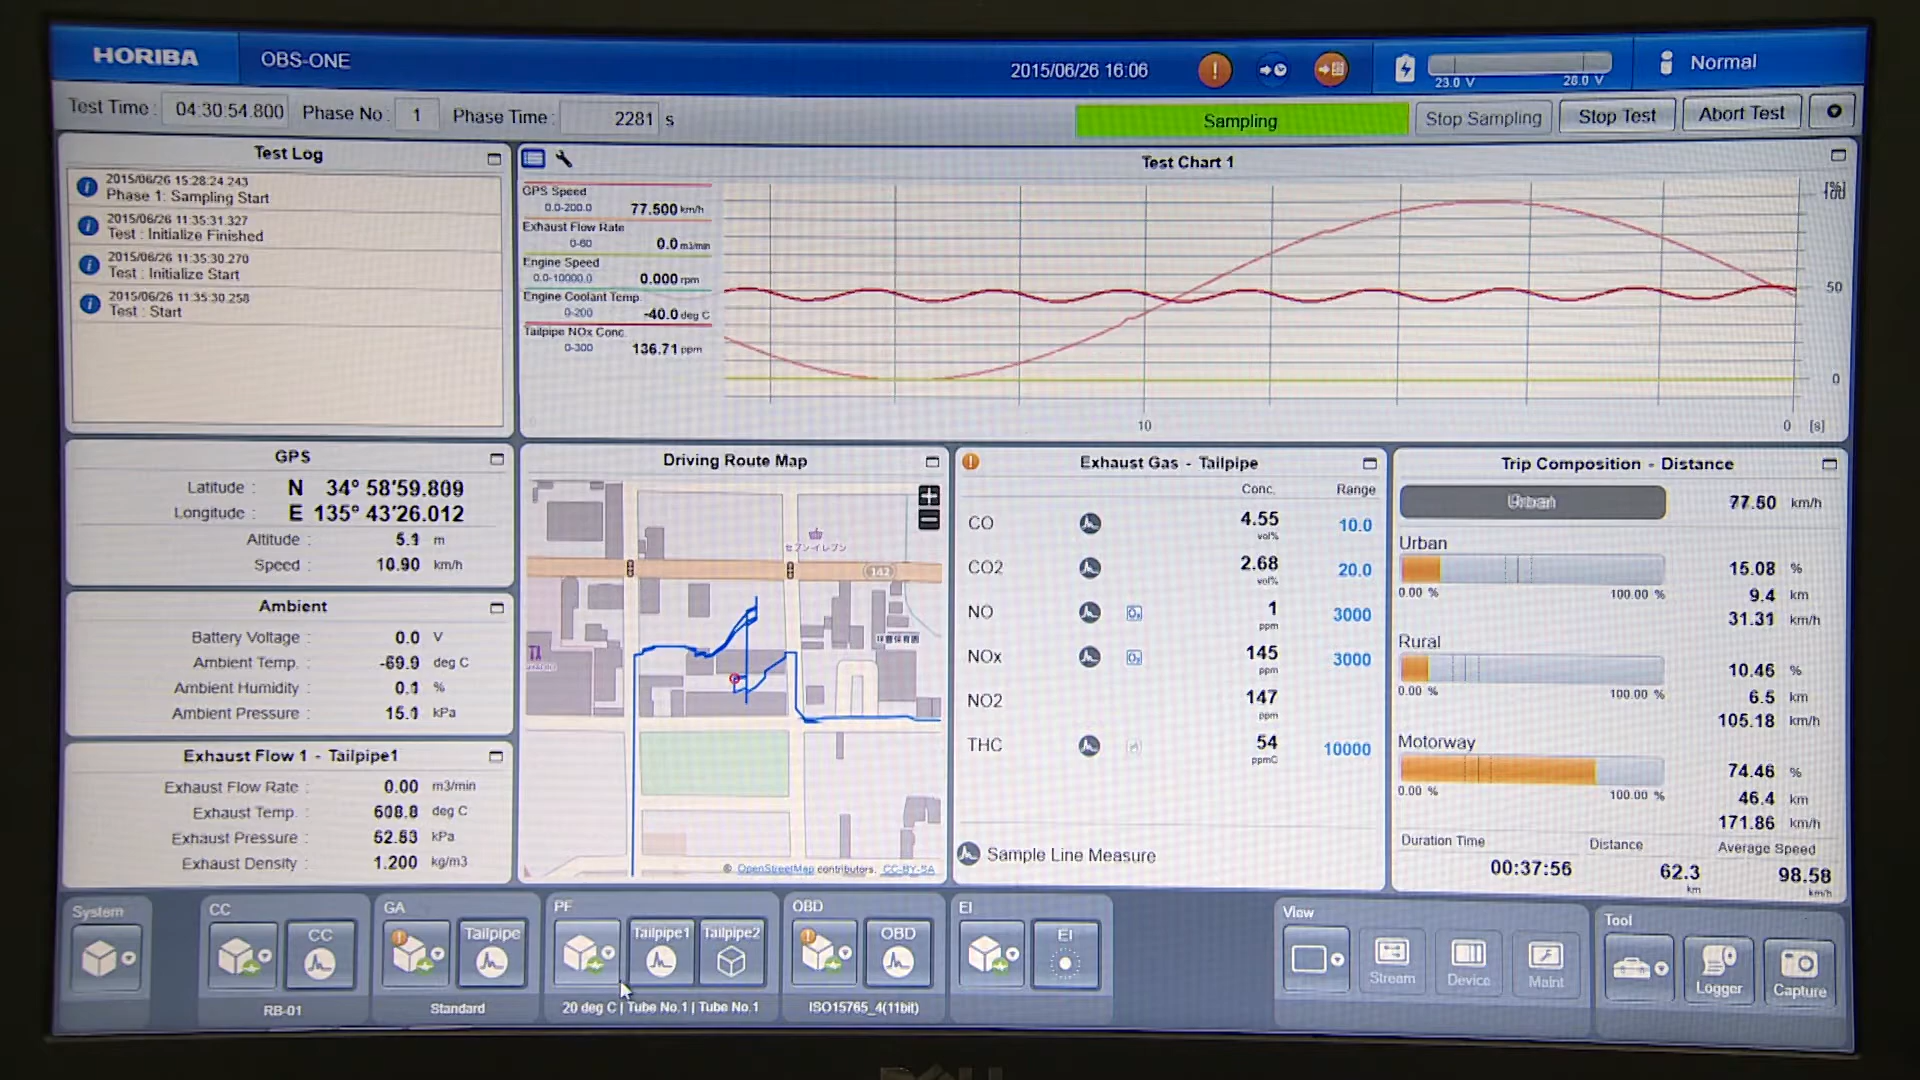 HORIBA
OBS-ONE
2015/06/26 16:06
23.0 V
28.0 V
Normal
Test Time : 04:30:54.800
Phase No : 1
Phase Time : 2281 s
Sampling
Stop Sampling
Stop Test
Abort Test
Test Log
2015/06/26 15:28:24.243
Phase 1: Sampling Start
2015/06/26 11:35:31.327
Test : Initialize Finished
2015/06/26 11:35:30.270
Test : Initialize Start
2015/06/26 11:35:30.258
Test : Start
Test Chart 1
GPS Speed
0.0-200.0 77.500 km/h
Exhaust Flow Rate
0-60 0.0 m3/min
Engine Speed
0.0-10000.0 0.000 rpm
Engine Coolant Temp.
0-200 -40.0 deg C
Tailpipe NOx Conc.
0-300 136.71 ppm
[%]
100
50
0
10
0
[s]
GPS
Latitude : N 34° 58'59.809
Longitude : E 135° 43'26.012
Altitude : 5.1 m
Speed : 10.90 km/h
Ambient
Battery Voltage : 0.0 V
Ambient Temp. : -69.9 deg C
Ambient Humidity : 0.1 %
Ambient Pressure : 15.1 kPa
Exhaust Flow 1 - Tailpipe1
Exhaust Flow Rate : 0.00 m3/min
Exhaust Temp. : 608.8 deg C
Exhaust Pressure : 52.53 kPa
Exhaust Density : 1.200 kg/m3
Driving Route Map
セブンイレブン
142
TA
© OpenStreetMap contributors, CC-BY-SA
Exhaust Gas - Tailpipe
Conc. Range
CO 4.55 vol% 10.0
CO2 2.68 vol% 20.0
NO 1 ppm 3000
NOx 145 ppm 3000
NO2 147 ppm
THC 54 ppmC 10000
Sample Line Measure
Trip Composition - Distance
Urban 77.50 km/h
Urban
0.00 % 100.00 %
15.08 %
9.4 km
31.31 km/h
Rural
0.00 % 100.00 %
10.46 %
6.5 km
105.18 km/h
Motorway
0.00 % 100.00 %
74.46 %
46.4 km
171.86 km/h
Duration Time Distance Average Speed
00:37:56 62.3 km 98.58 km/h
System
CC
CC
RB-01
GA
Tailpipe
Standard
PF
Tailpipe1
Tailpipe2
20 deg C | Tube No.1 | Tube No.1
OBD
OBD
ISO15765_4(11bit)
EI
EI
View
Stream
Device
Maint
Tool
Logger
Capture